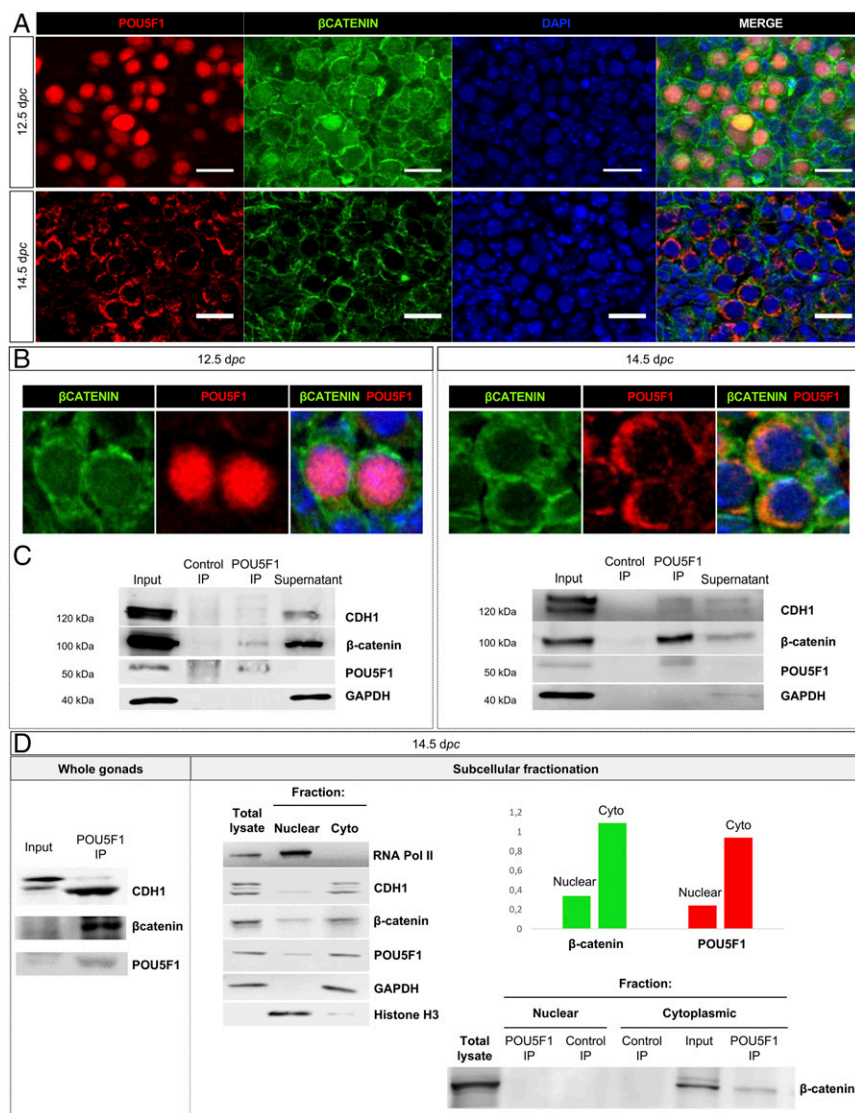 A
POU5F1 βCATENIN DAPI MERGE
12.5 dpc
14.5 dpc
B
12.5 dpc
14.5 dpc
βCATENIN POU5F1 βCATENIN POU5F1
βCATENIN POU5F1 βCATENIN POU5F1
C
Input Control IP POU5F1 IP Supernatant
120 kDa CDH1
100 kDa β-catenin
50 kDa POU5F1
40 kDa GAPDH
Input Control IP POU5F1 IP Supernatant
120 kDa CDH1
100 kDa β-catenin
50 kDa POU5F1
40 kDa GAPDH
D
14.5 dpc
Whole gonads
Subcellular fractionation
Input POU5F1 IP
CDH1
βcatenin
POU5F1
Fraction:
Total lysate Nuclear Cyto
RNA Pol II
CDH1
β-catenin
POU5F1
GAPDH
Histone H3
1,2
1
0,8
0,6
0,4
0,2
0
Nuclear Cyto
Nuclear Cyto
β-catenin POU5F1
Fraction:
Nuclear Cytoplasmic
Total lysate POU5F1 IP Control IP Control IP Input POU5F1 IP
β-catenin